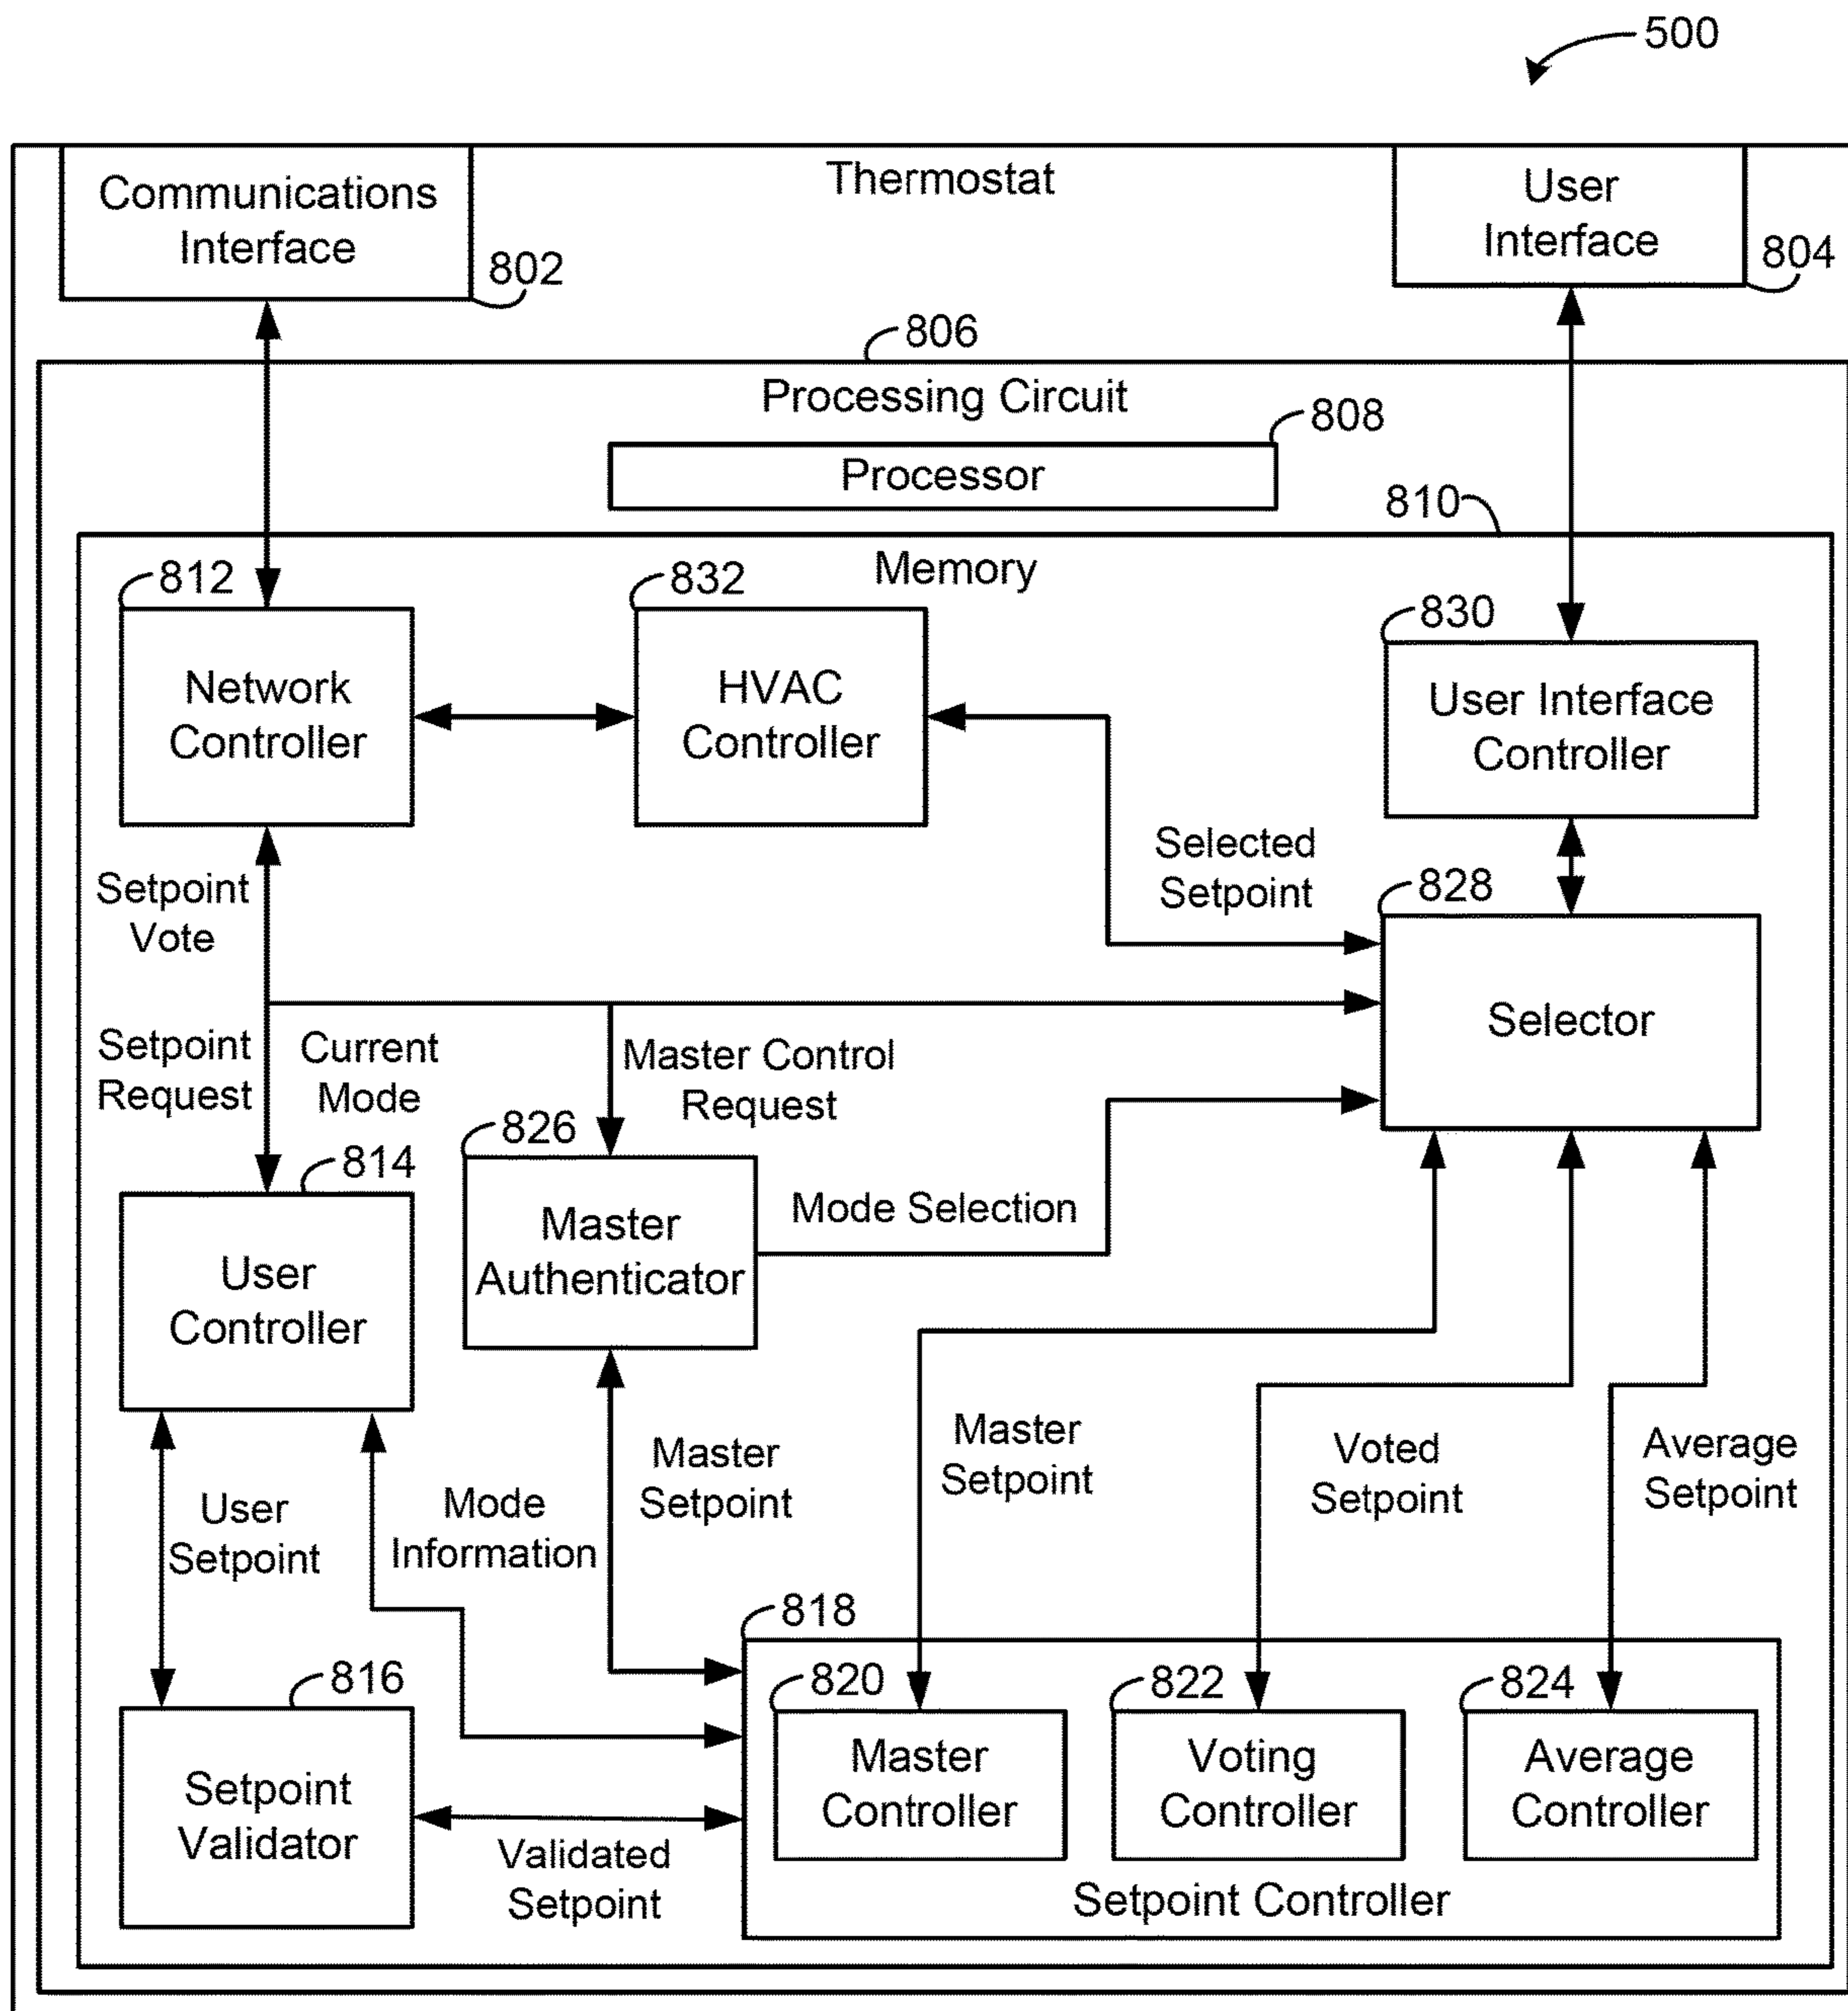 500
Thermostat
Communications
Interface
802
User
Interface
804
806
Processing Circuit
808
Processor
810
Memory
812
Network
Controller
832
HVAC
Controller
830
User Interface
Controller
Selected
Setpoint
828
Selector
Setpoint
Vote
Setpoint
Request
Current
Mode
Master Control
Request
826
Master
Authenticator
Mode Selection
814
User
Controller
User
Setpoint
Mode
Information
Master
Setpoint
Master
Setpoint
Voted
Setpoint
Average
Setpoint
816
Setpoint
Validator
Validated
Setpoint
818
820
Master
Controller
822
Voting
Controller
824
Average
Controller
Setpoint Controller